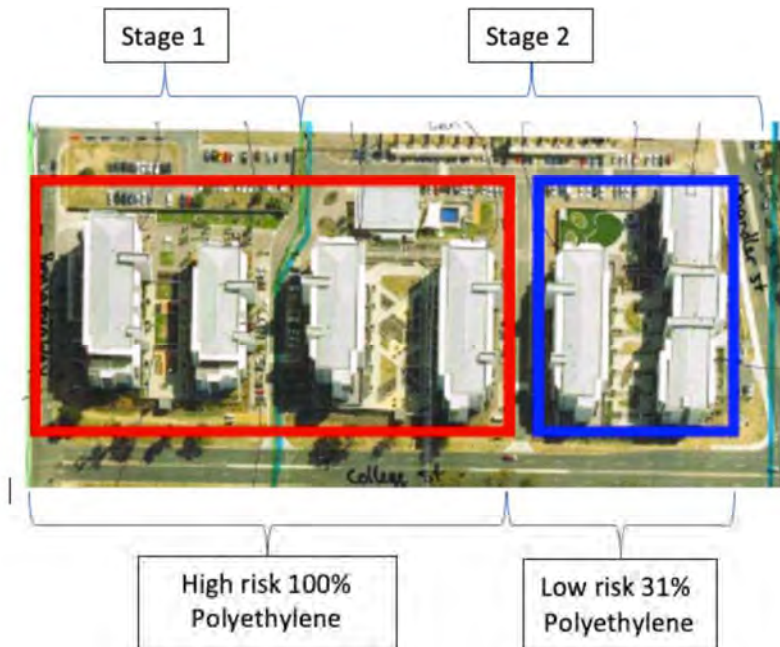 Stage 1
Stage 2
College st
High risk 100%
Polyethylene
Low risk 31%
Polyethylene